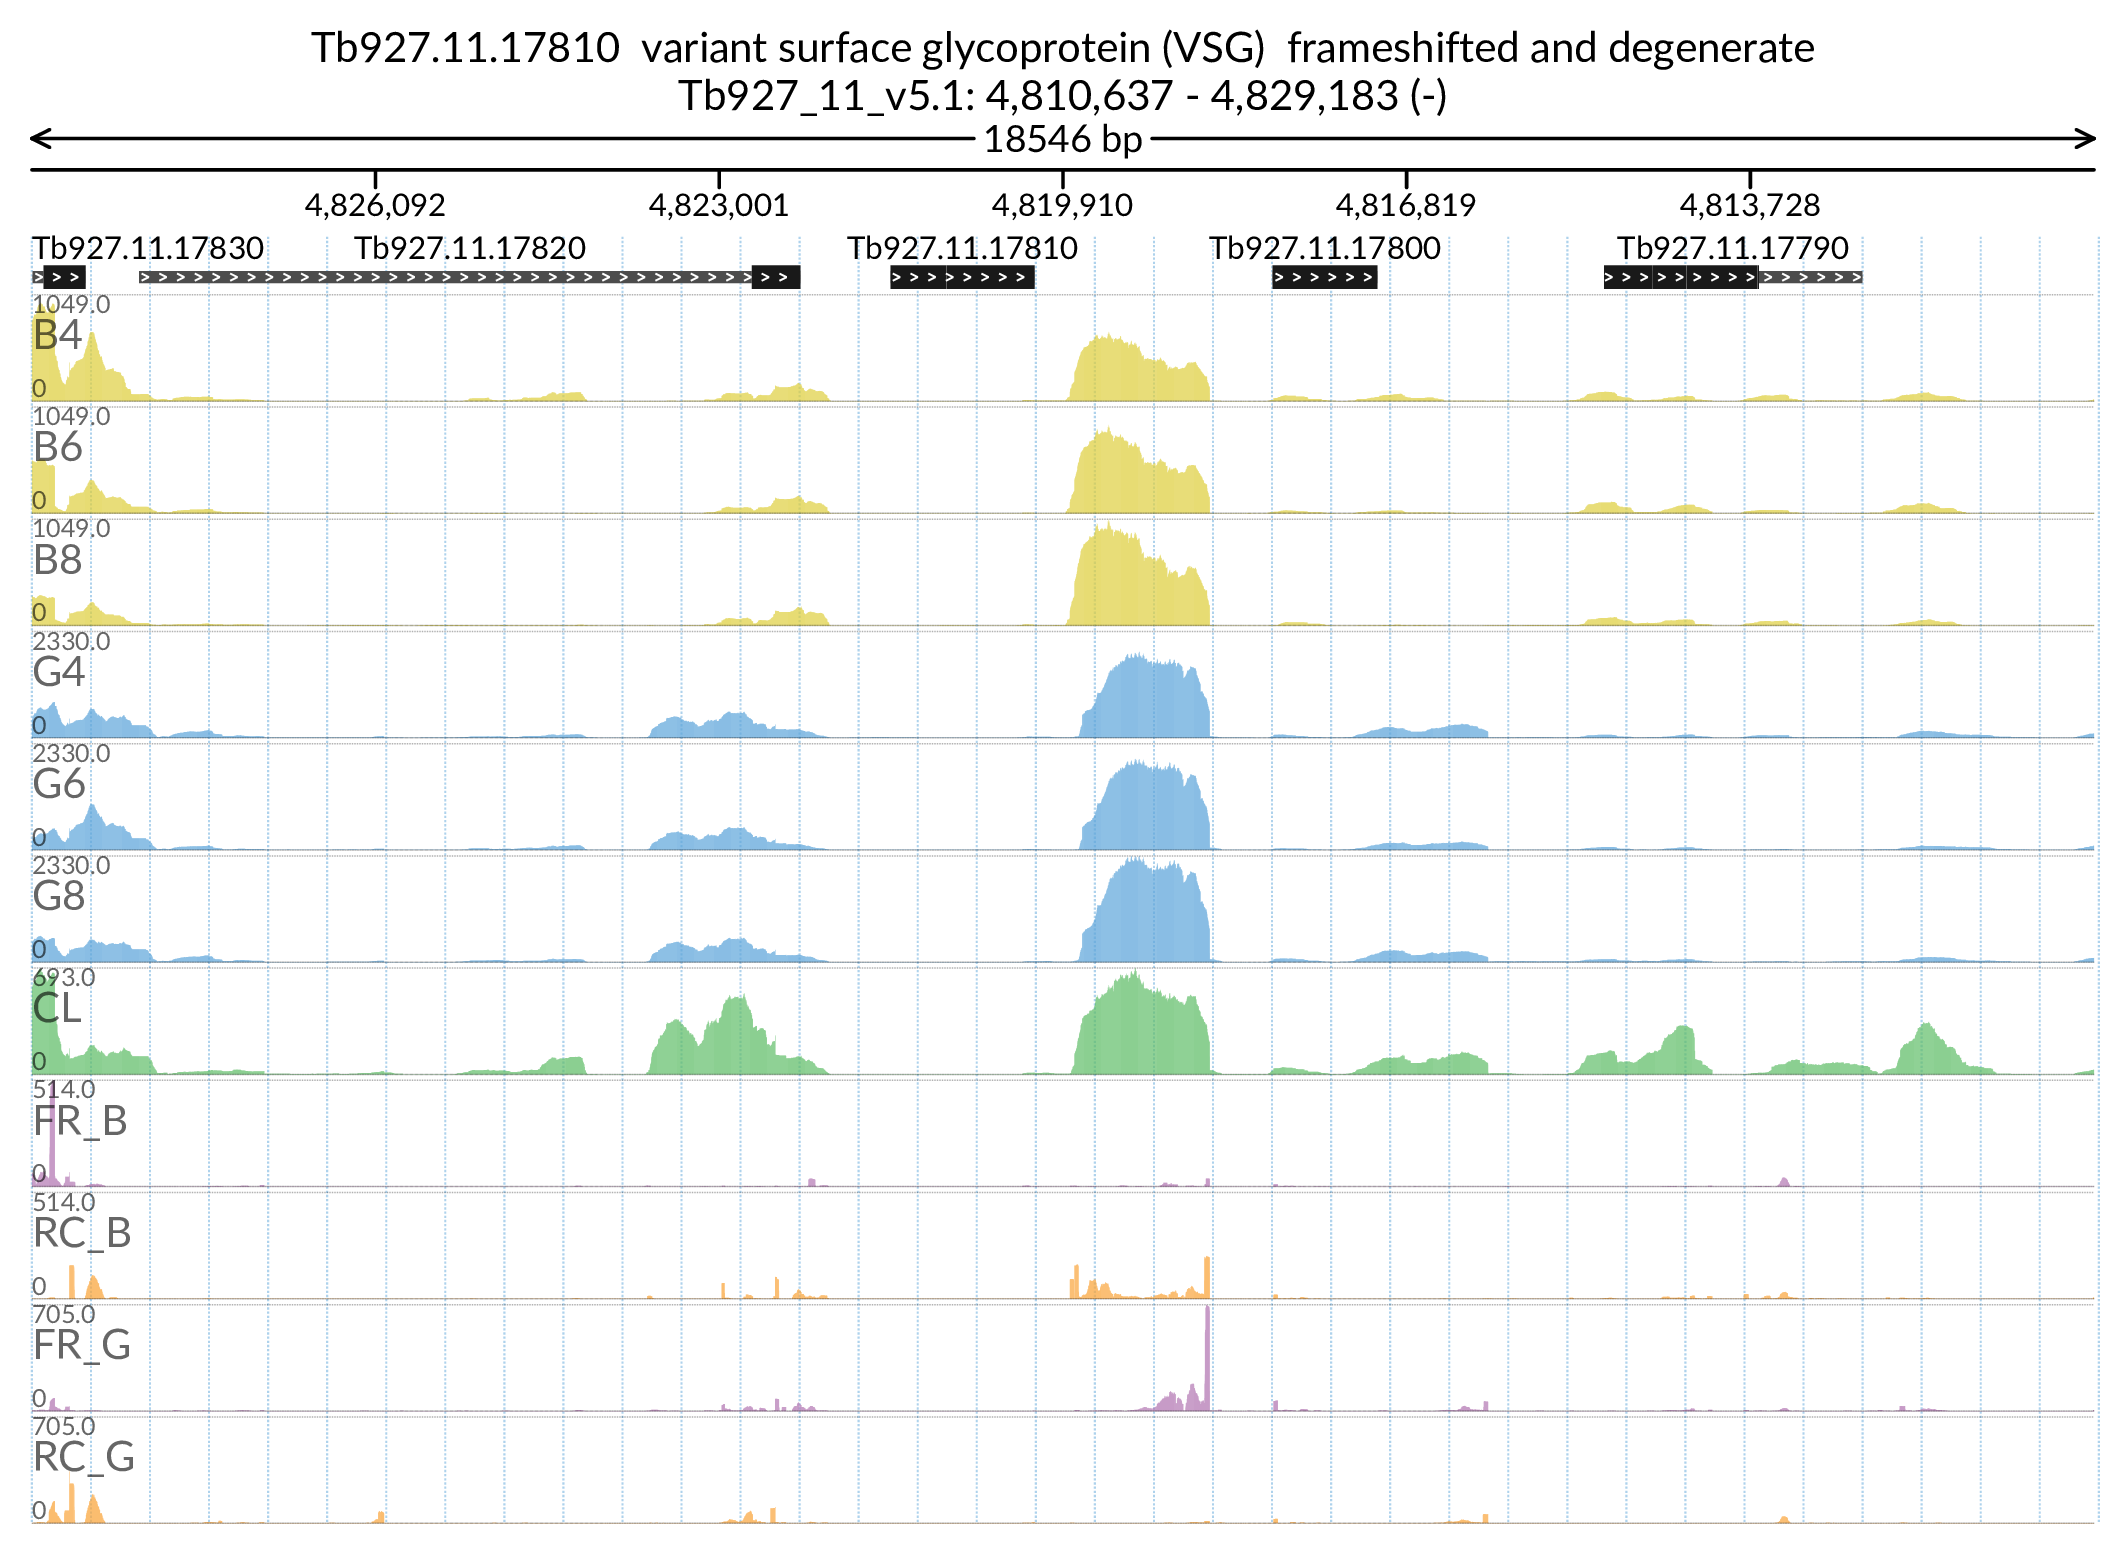 Tb927.11.17810  variant surface glycoprotein (VSG)  frameshifted and degenerate
Tb927_11_v5.1: 4,810,637 - 4,829,183 (-)
18546 bp
4,826,092 4,823,001 4,819,910 4,816,819 4,813,728
Tb927.11.17830 Tb927.11.17820 Tb927.11.17810 Tb927.11.17800 Tb927.11.17790
1049.0
B4
0
1049.0
B6
0
1049.0
B8
0
2330.0
G4
0
2330.0
G6
0
2330.0
G8
0
693.0
CL
0
514.0
FR_B
0
514.0
RC_B
0
705.0
FR_G
0
705.0
RC_G
0